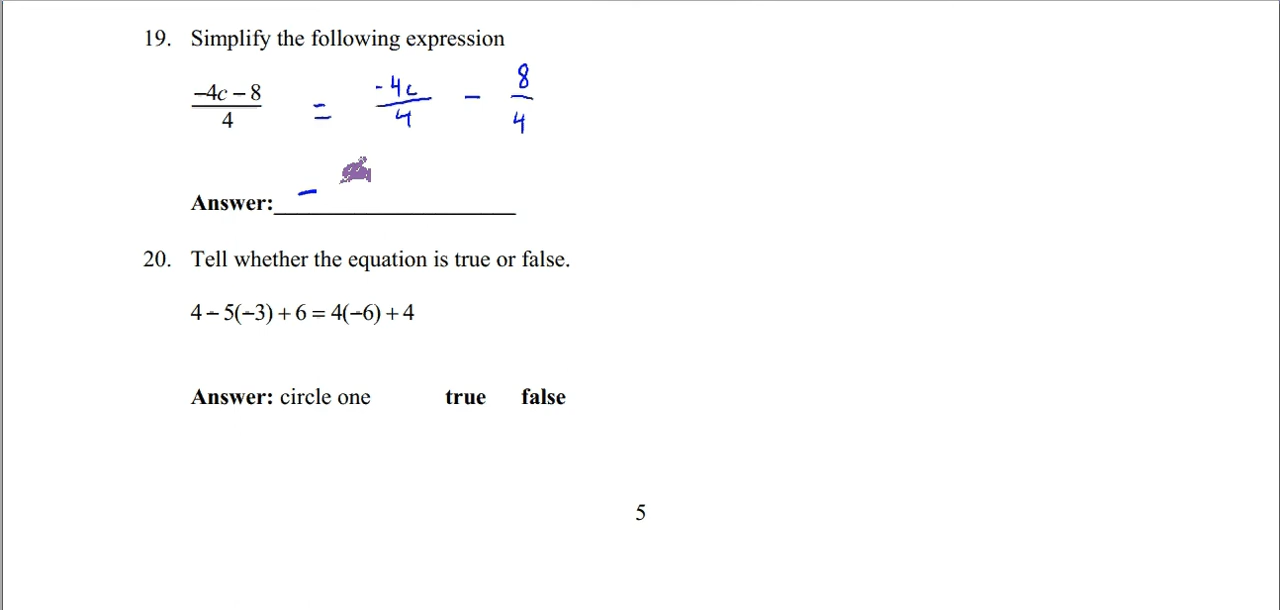 19. Simplify the following expression
(−4c − 8)/4 = -4c/4 - 8/4
Answer: - ____________________
20. Tell whether the equation is true or false.
4 − 5(−3) + 6 = 4(−6) + 4
Answer: circle one true false
5